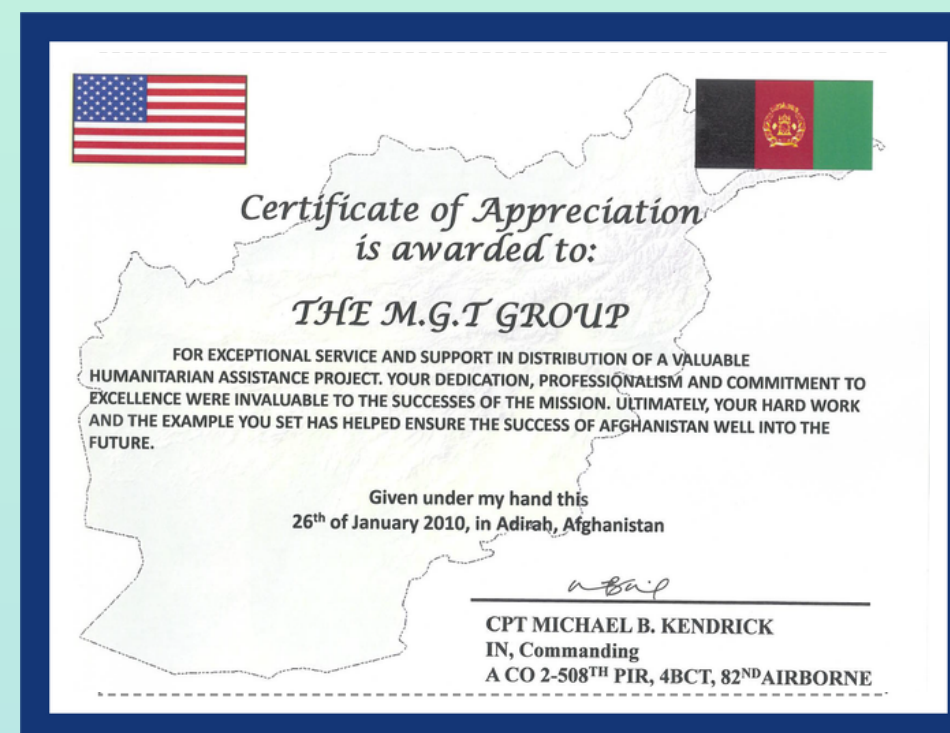 Certificate of Appreciation
is awarded to:
THE M.G.T GROUP
FOR EXCEPTIONAL SERVICE AND SUPPORT IN DISTRIBUTION OF A VALUABLE
HUMANITARIAN ASSISTANCE PROJECT. YOUR DEDICATION, PROFESSIONALISM AND COMMITMENT TO
EXCELLENCE WERE INVALUABLE TO THE SUCCESSES OF THE MISSION. ULTIMATELY, YOUR HARD WORK
AND THE EXAMPLE YOU SET HAS HELPED ENSURE THE SUCCESS OF AFGHANISTAN WELL INTO THE
FUTURE.
Given under my hand this
26th of January 2010, in Adirah, Afghanistan
CPT MICHAEL B. KENDRICK
IN, Commanding
A CO 2-508TH PIR, 4BCT, 82ND AIRBORNE